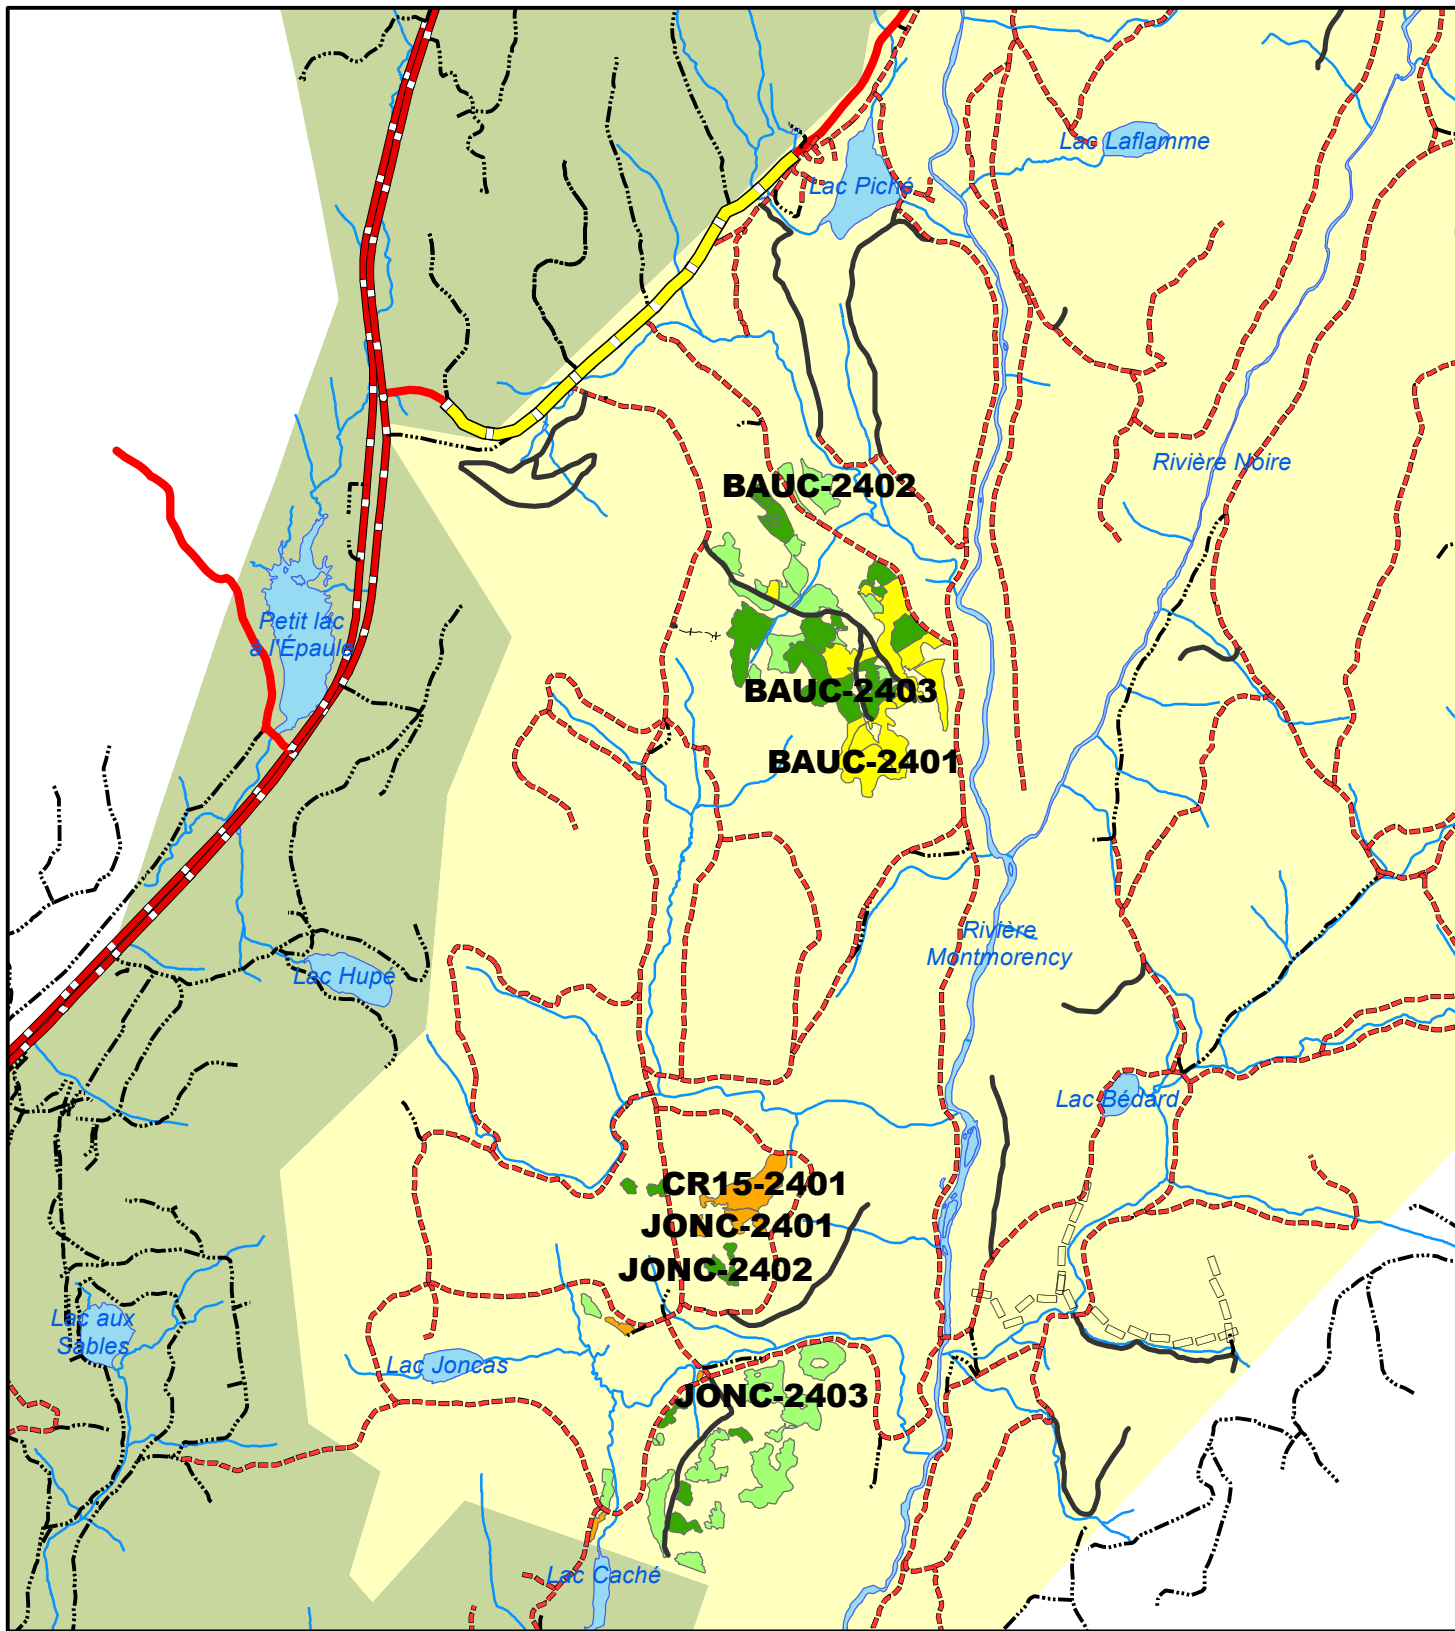 Lac Laflamme
Lac Piché
Rivière Noire
BAUC-2402
Petit lac
à l'Épaule
BAUC-2403
BAUC-2401
Rivière
Montmorency
Lac Hupé
Lac Bédard
CR15-2401
JONC-2401
JONC-2402
Lac aux
Sables
Lac Joncas
JONC-2403
Lac Caché